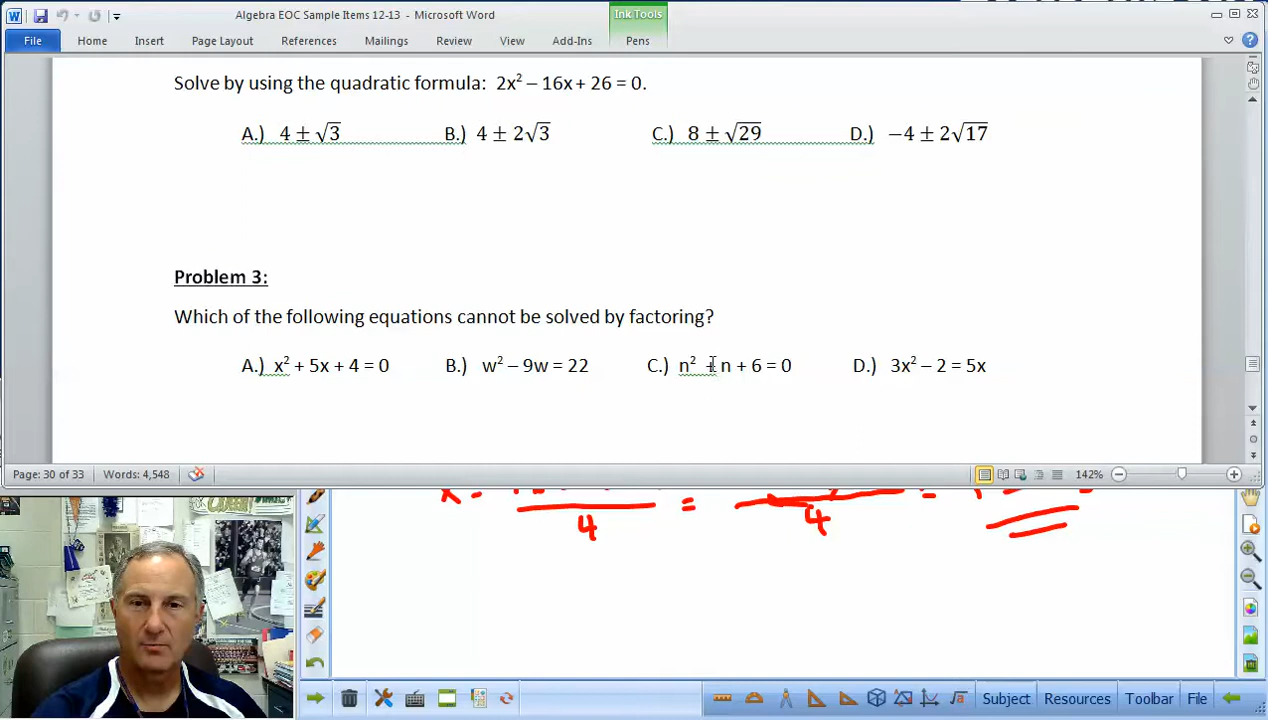 Algebra EOC Sample Items 12-13 - Microsoft Word
Ink Tools
File Home Insert Page Layout References Mailings Review View Add-Ins Pens
Solve by using the quadratic formula: 2x² – 16x + 26 = 0.
A.) 4 ± √3 B.) 4 ± 2√3 C.) 8 ± √29 D.) −4 ± 2√17
Problem 3:
Which of the following equations cannot be solved by factoring?
A.) x² + 5x + 4 = 0 B.) w² – 9w = 22 C.) n² + n + 6 = 0 D.) 3x² – 2 = 5x
Page: 30 of 33 Words: 4,548 142%
x =
4 = 4
Subject Resources Toolbar File